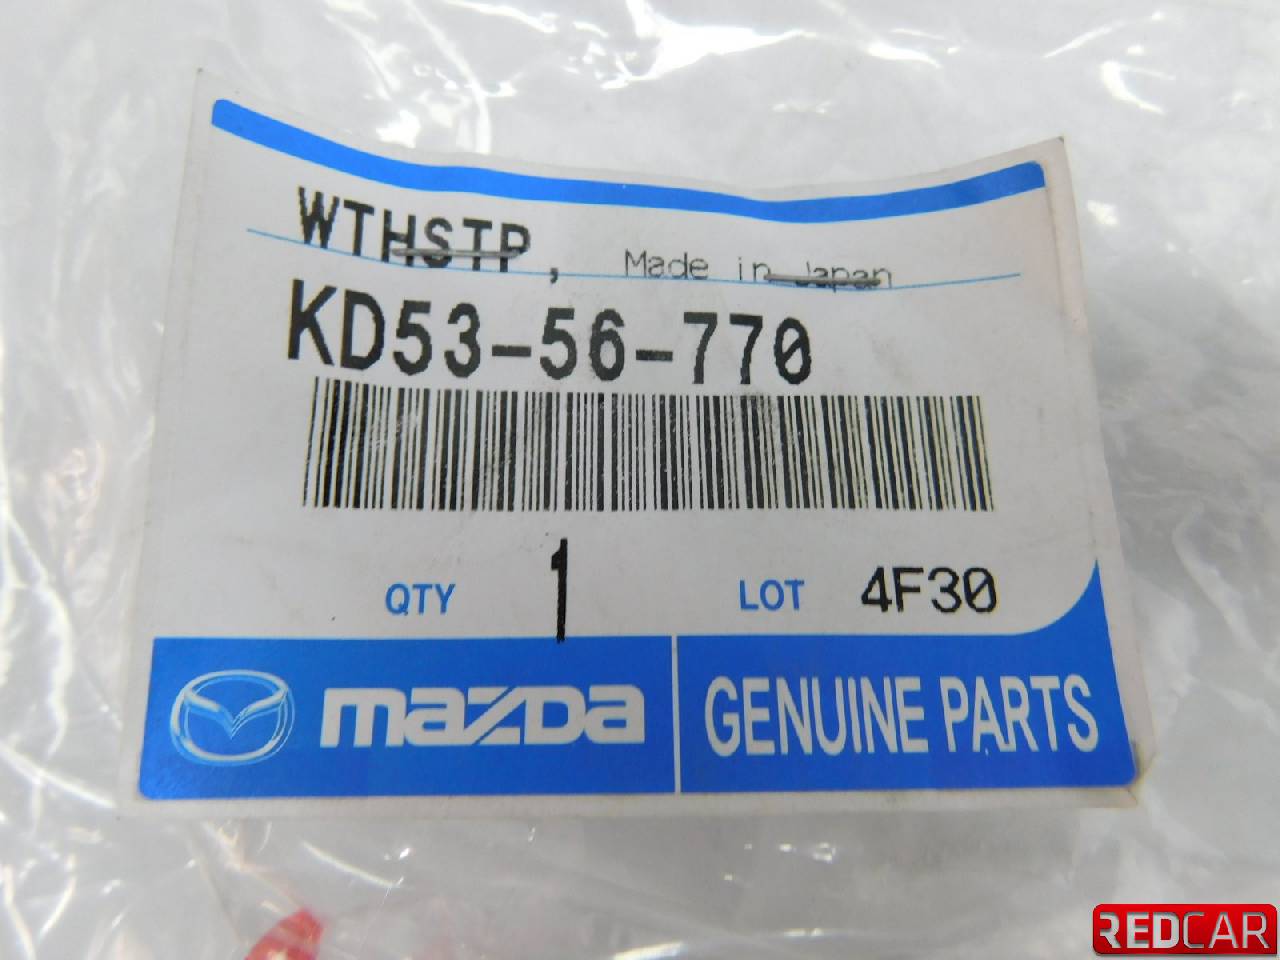 WTHSTP, Made in Japan
KD53-56-770
QTY 1 LOT 4F30
mazda GENUINE PARTS
REDCAR